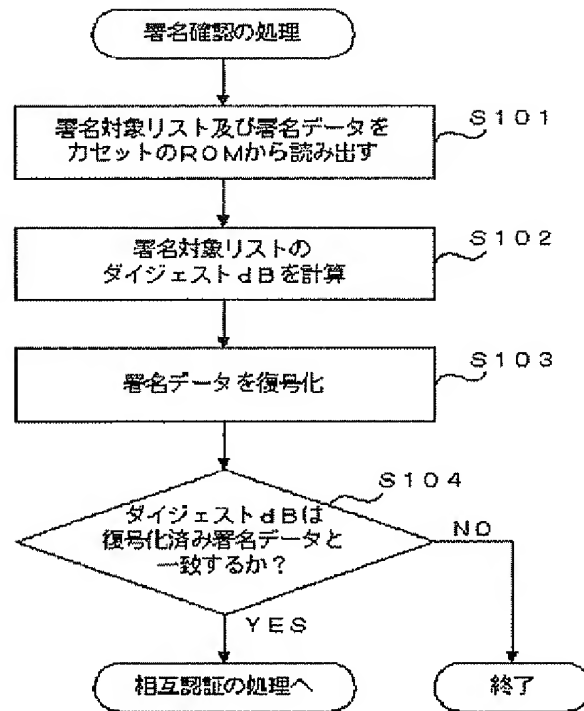 署名確認の処理
署名対象リスト及び署名データを
カセットのROMから読み出す
S101
署名対象リストの
ダイジェストdBを計算
S102
署名データを復号化
S103
S104
ダイジェストdBは
復号化済み署名データと
一致するか?
NO
YES
相互認証の処理へ
終了